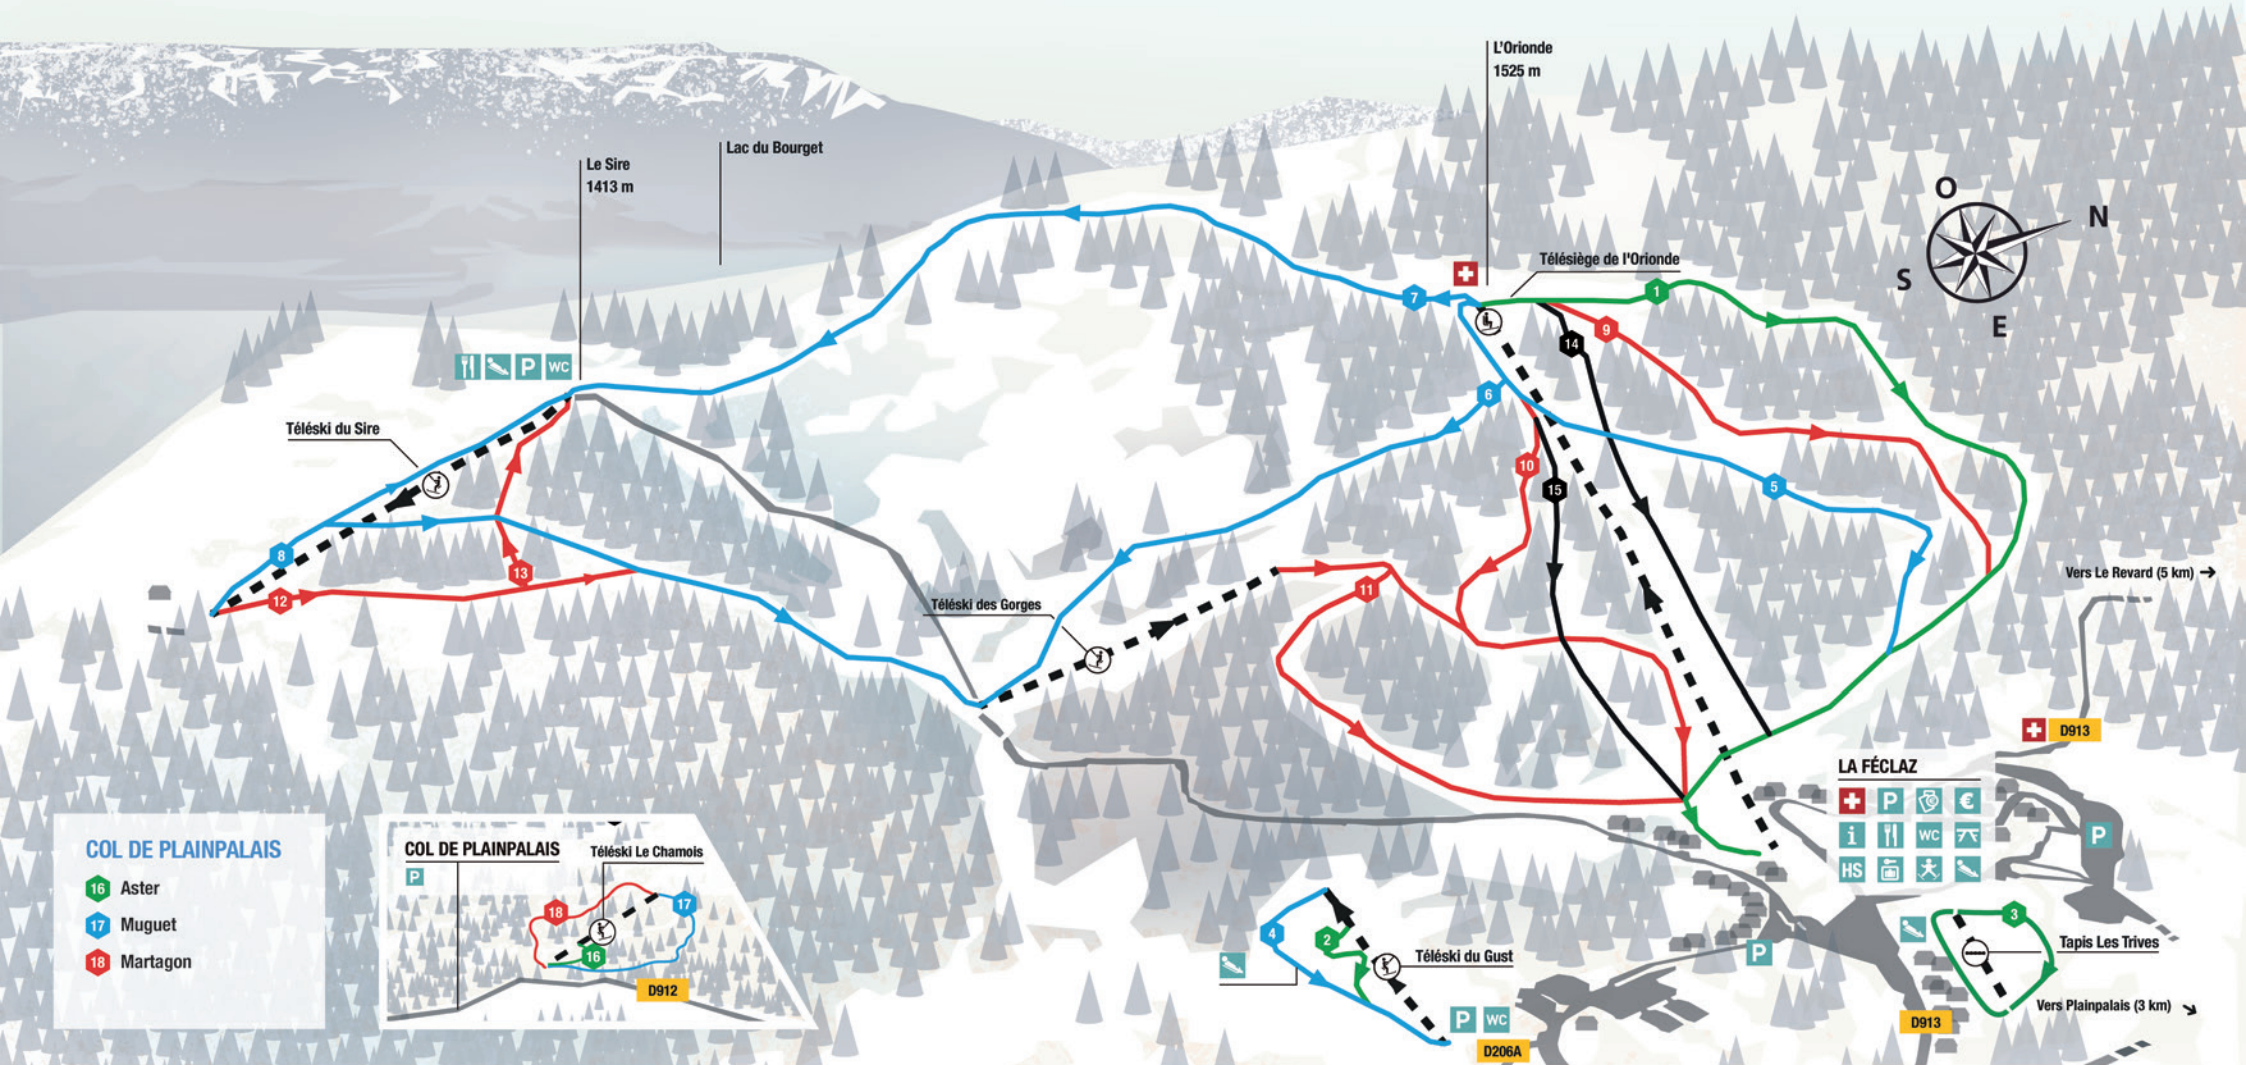 L'Orionde
1525 m
Lac du Bourget
Le Sire
1413 m
O
N
S
E
Télésiège de l'Orionde
1
7
9
14
P
WC
6
Téléski du Sire
10
15
5
8
13
12
Vers Le Revard (5 km)
11
Téléski des Gorges
D913
LA FÉCLAZ
P
€
i
WC
HS
P
COL DE PLAINPALAIS
16 Aster
17 Muguet
18 Martagon
COL DE PLAINPALAIS
P
Téléski Le Chamois
18
17
16
D912
4
2
Téléski du Gust
P
WC
D206A
P
3
Tapis Les Trives
Vers Plainpalais (3 km)
D913